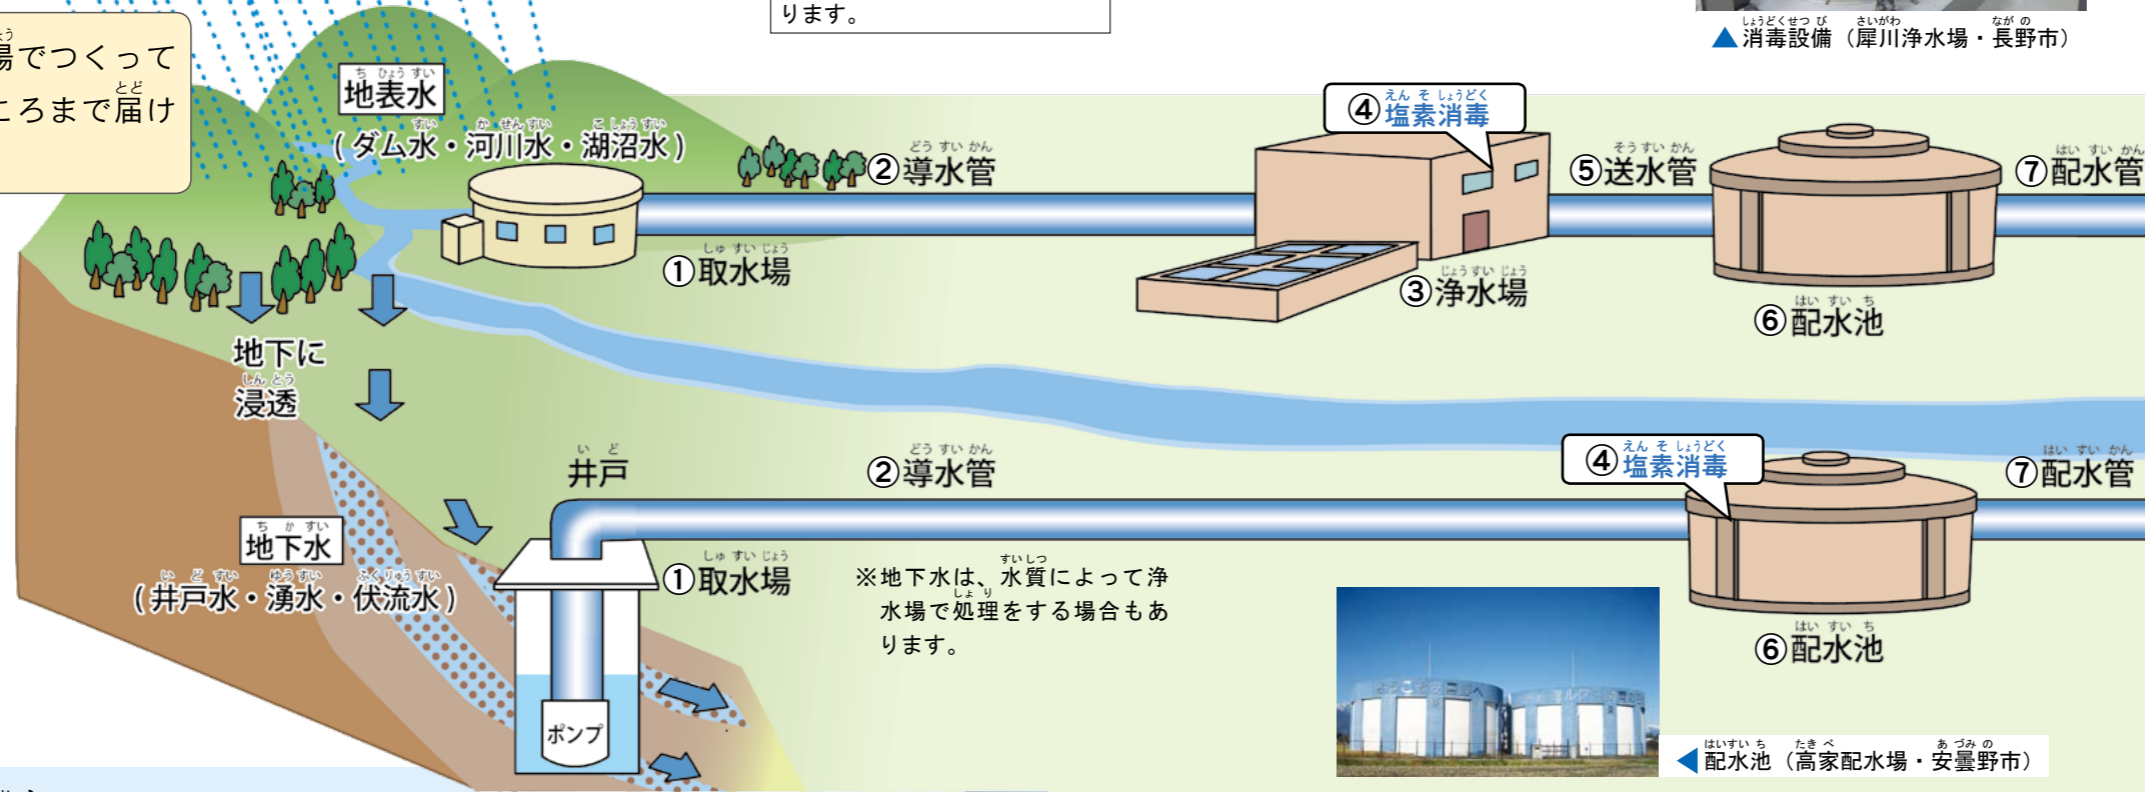 場でつくって
ころまで届け
ります。
▲消毒設備（犀川浄水場・長野市）
地表水
(ダム水・河川水・湖沼水)
②導水管
④塩素消毒
⑤送水管
⑦配水管
①取水場
③浄水場
⑥配水池
地下に
浸透
井戸
②導水管
④塩素消毒
⑦配水管
地下水
(井戸水・湧水・伏流水)
①取水場
※地下水は、水質によって浄
水場で処理をする場合もあ
ります。
ポンプ
⑥配水池
◀配水池（高家配水場・安曇野市）